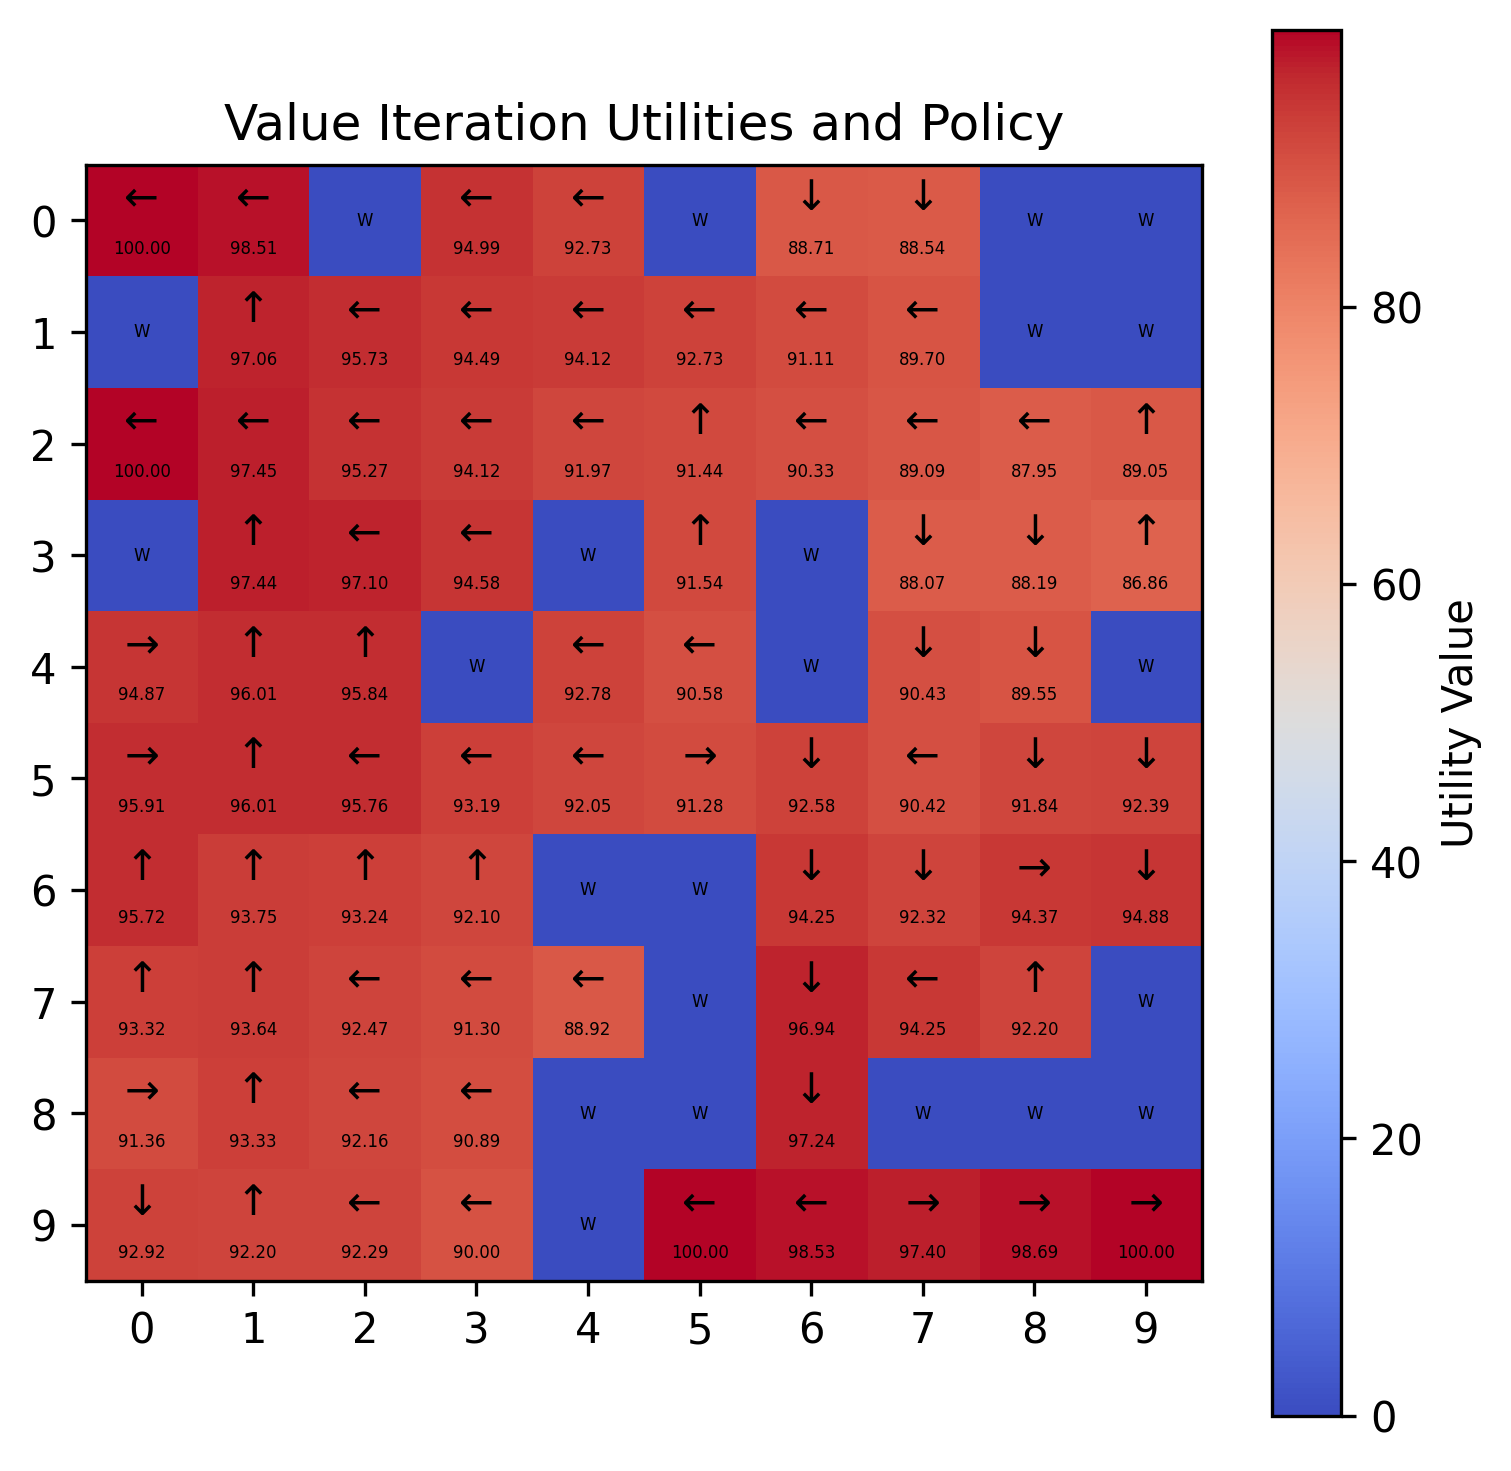 Value Iteration Utilities and Policy
0 ← ← W ← ← W ↓ ↓ W W
100.00 98.51 94.99 92.73 88.71 88.54
1 W ↑ ← ← ← ← ← ← W W
97.06 95.73 94.49 94.12 92.73 91.11 89.70
2 ← ← ← ← ← ↑ ← ← ← ↑
100.00 97.45 95.27 94.12 91.97 91.44 90.33 89.09 87.95 89.05
3 W ↑ ← ← W ↑ W ↓ ↓ ↑
97.44 97.10 94.58 91.54 88.07 88.19 86.86
4 → ↑ ↑ W ← ← W ↓ ↓ W
94.87 96.01 95.84 92.78 90.58 90.43 89.55
5 → ↑ ← ← ← → ↓ ← ↓ ↓
95.91 96.01 95.76 93.19 92.05 91.28 92.58 90.42 91.84 92.39
6 ↑ ↑ ↑ ↑ W W ↓ ↓ → ↓
95.72 93.75 93.24 92.10 94.25 92.32 94.37 94.88
7 ↑ ↑ ← ← ← W ↓ ← ↑ W
93.32 93.64 92.47 91.30 88.92 96.94 94.25 92.20
8 → ↑ ← ← W W ↓ W W W
91.36 93.33 92.16 90.89 97.24
9 ↓ ↑ ← ← W ← ← → → →
92.92 92.20 92.29 90.00 100.00 98.53 97.40 98.69 100.00
0 1 2 3 4 5 6 7 8 9
80
60
40
20
0
Utility Value